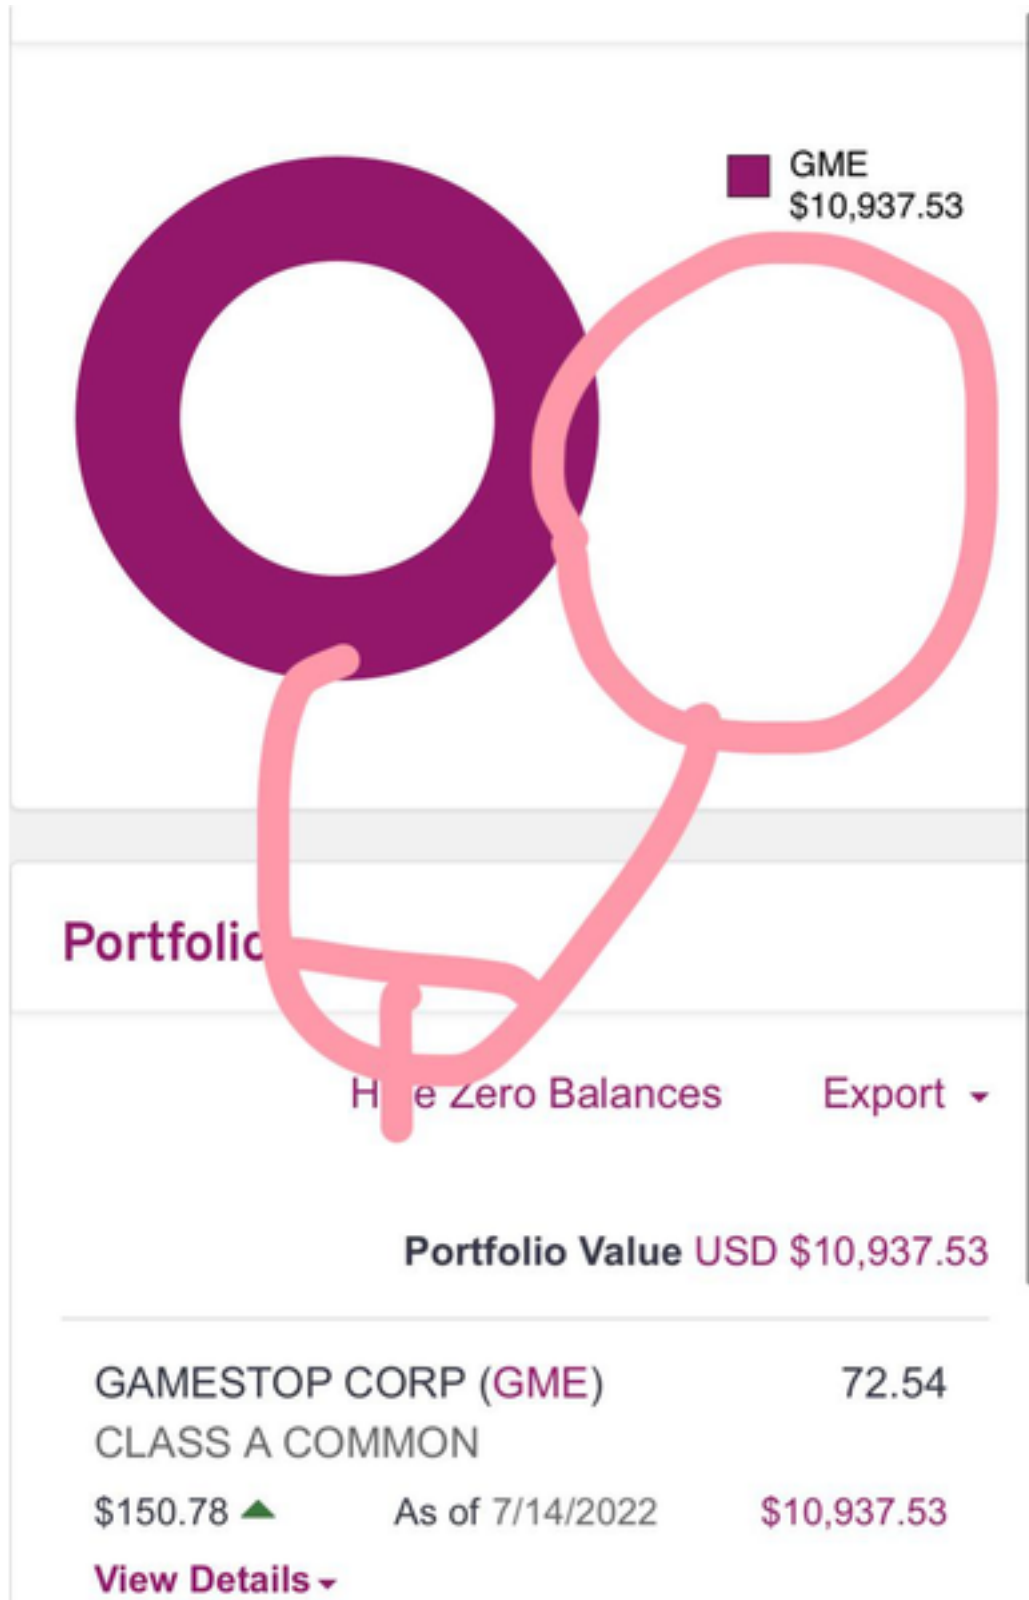 GME
$10,937.53
Portfolio
Zero Balances
Export
Portfolio Value USD $10,937.53
GAMESTOP CORP (GME)
72.54
CLASS A COMMON
$150.78
As of 7/14/2022
$10,937.53
View Details